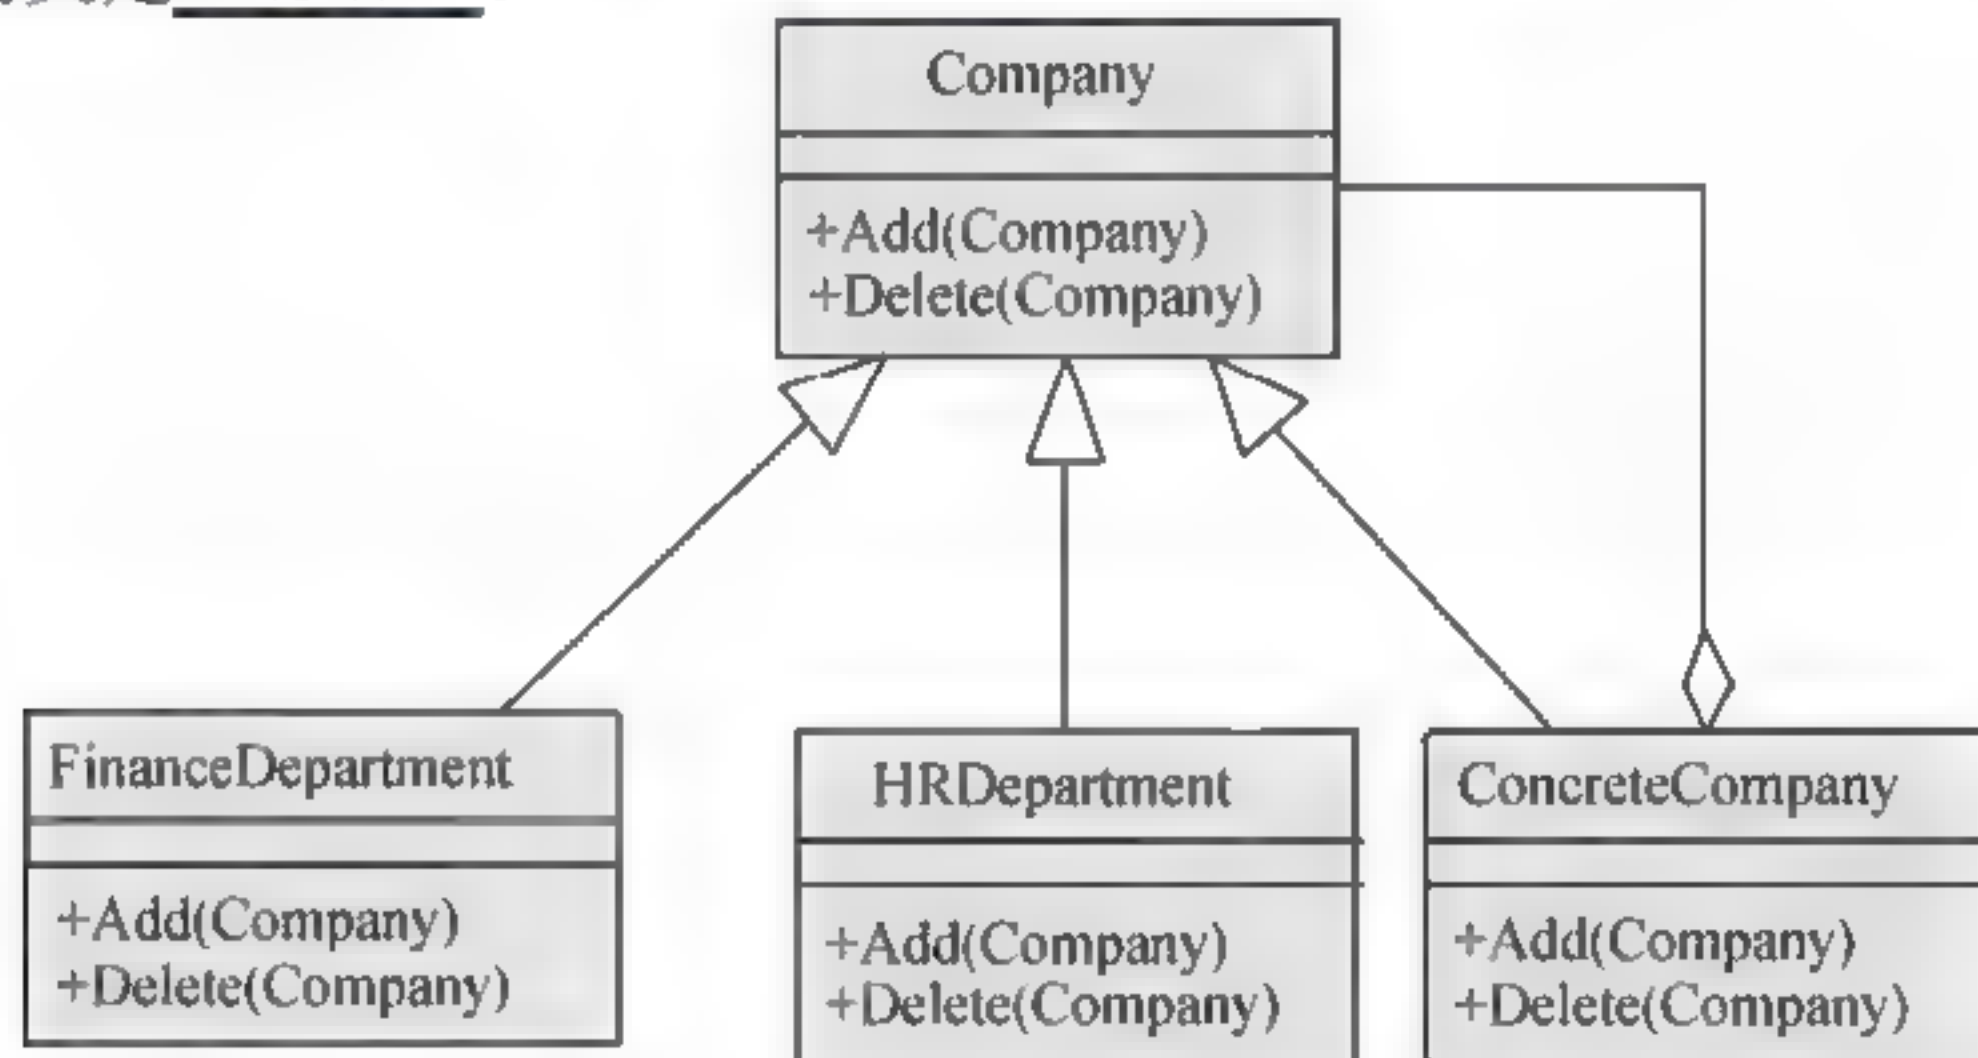 Company
+Add(Company)
+Delete(Company)
FinanceDepartment
+Add(Company)
+Delete(Company)
HRDepartment
+Add(Company)
+Delete(Company)
ConcreteCompany
+Add(Company)
+Delete(Company)